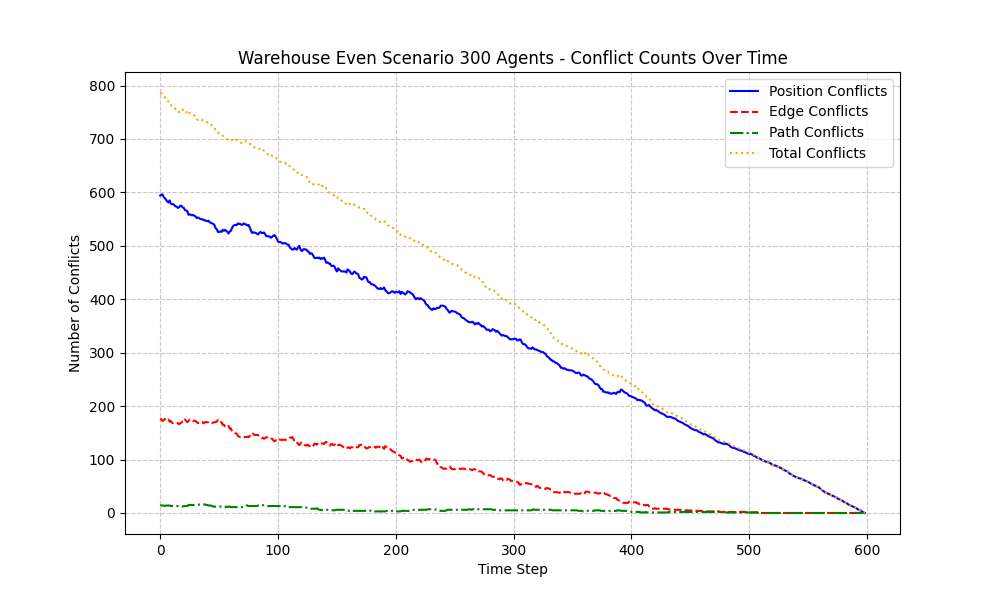 Warehouse Even Scenario 300 Agents - Conflict Counts Over Time
Number of Conflicts
800
700
600
500
400
300
200
100
0
Position Conflicts
Edge Conflicts
Path Conflicts
Total Conflicts
0 100 200 300 400 500 600
Time Step